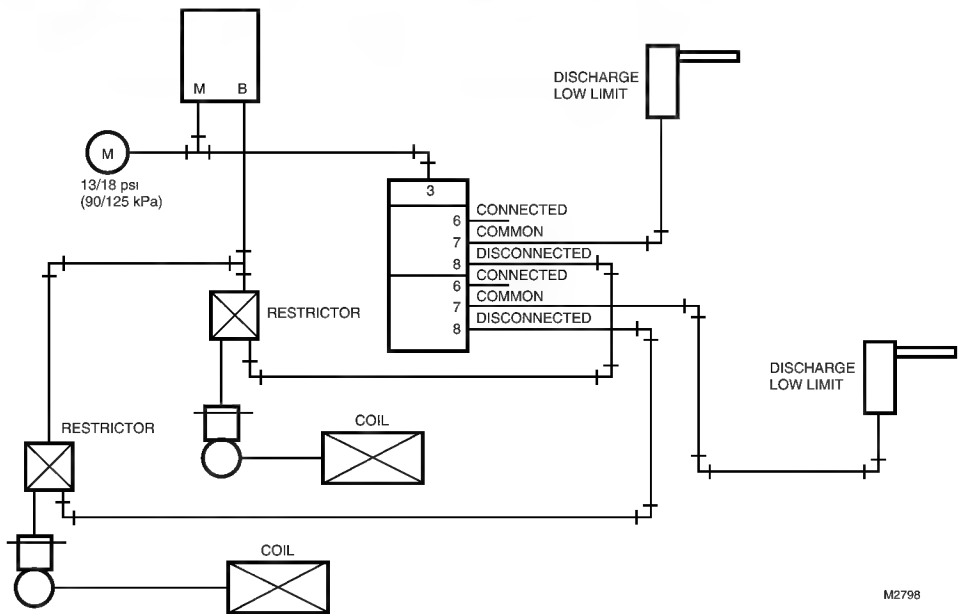 M B
DISCHARGE
LOW LIMIT
M
13/18 psi
(90/125 kPa)
3
6 CONNECTED
7 COMMON
8 DISCONNECTED
6 CONNECTED
7 COMMON
8 DISCONNECTED
RESTRICTOR
DISCHARGE
LOW LIMIT
COIL
RESTRICTOR
COIL
M2798